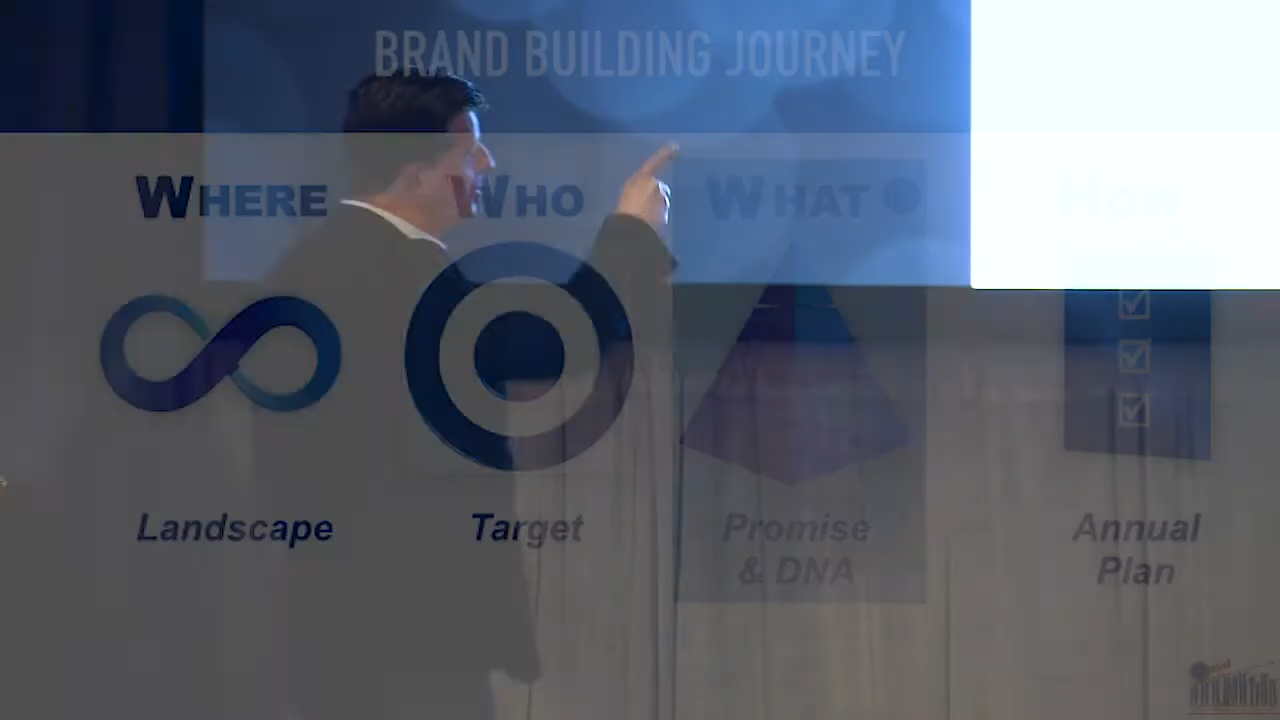 BRAND BUILDING JOURNEY
WHERE
WHO
WHAT
How
Landscape
Target
Promise
& DNA
Annual
Plan